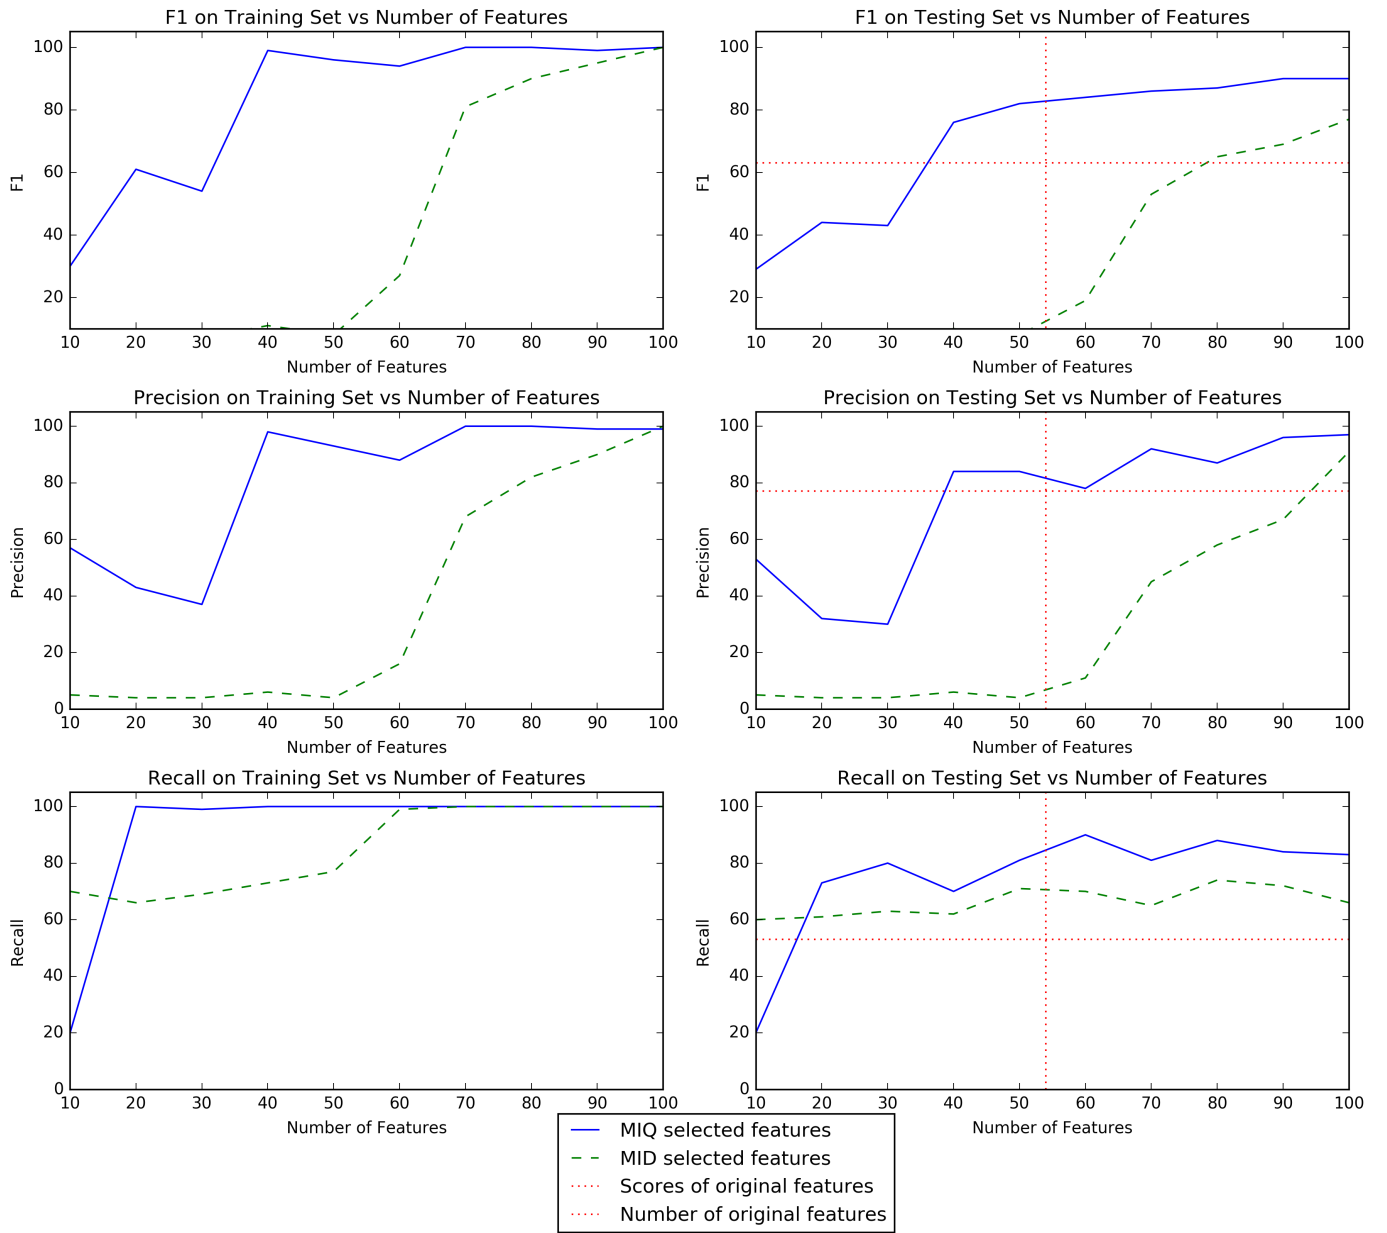 F1 on Training Set vs Number of Features
100
80
60
40
20
F1
10 20 30 40 50 60 70 80 90 100
Number of Features
F1 on Testing Set vs Number of Features
100
80
60
40
20
F1
10 20 30 40 50 60 70 80 90 100
Number of Features
Precision on Training Set vs Number of Features
100
80
60
40
20
0
Precision
10 20 30 40 50 60 70 80 90 100
Number of Features
Precision on Testing Set vs Number of Features
100
80
60
40
20
0
Precision
10 20 30 40 50 60 70 80 90 100
Number of Features
Recall on Training Set vs Number of Features
100
80
60
40
20
0
Recall
10 20 30 40 50 60 70 80 90 100
Number of Features
Recall on Testing Set vs Number of Features
100
80
60
40
20
0
Recall
10 20 30 40 50 60 70 80 90 100
Number of Features
MIQ selected features
MID selected features
Scores of original features
Number of original features